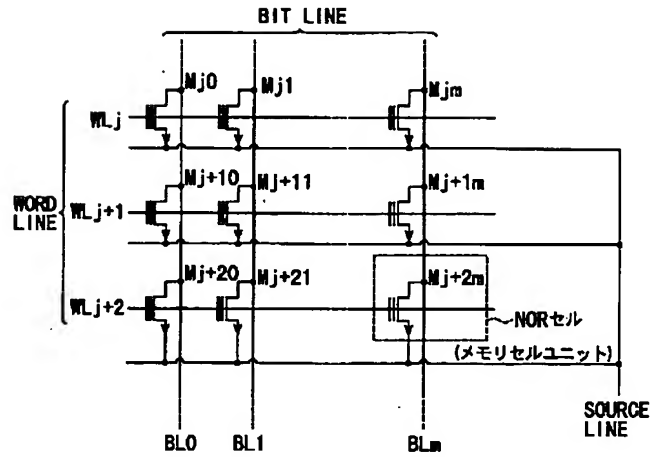 BIT LINE
Mj0
Mj1
Mjm
WLj
Mj+10
Mj+11
Mj+1m
WORD
LINE
WLj+1
Mj+20
Mj+21
Mj+2m
WLj+2
NORセル
(メモリセルユニット)
SOURCE
LINE
BL0
BL1
BLm